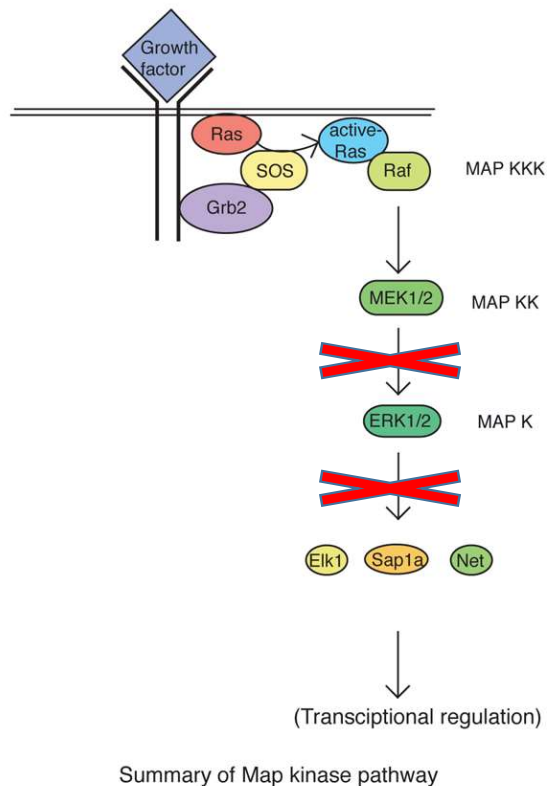 Growth
factor
Ras
active-
Ras
SOS
Raf
MAP KKK
Grb2
MEK1/2
MAP KK
ERK1/2
MAP K
Elk1
Sap1a
Net
(Transciptional regulation)
Summary of Map kinase pathway